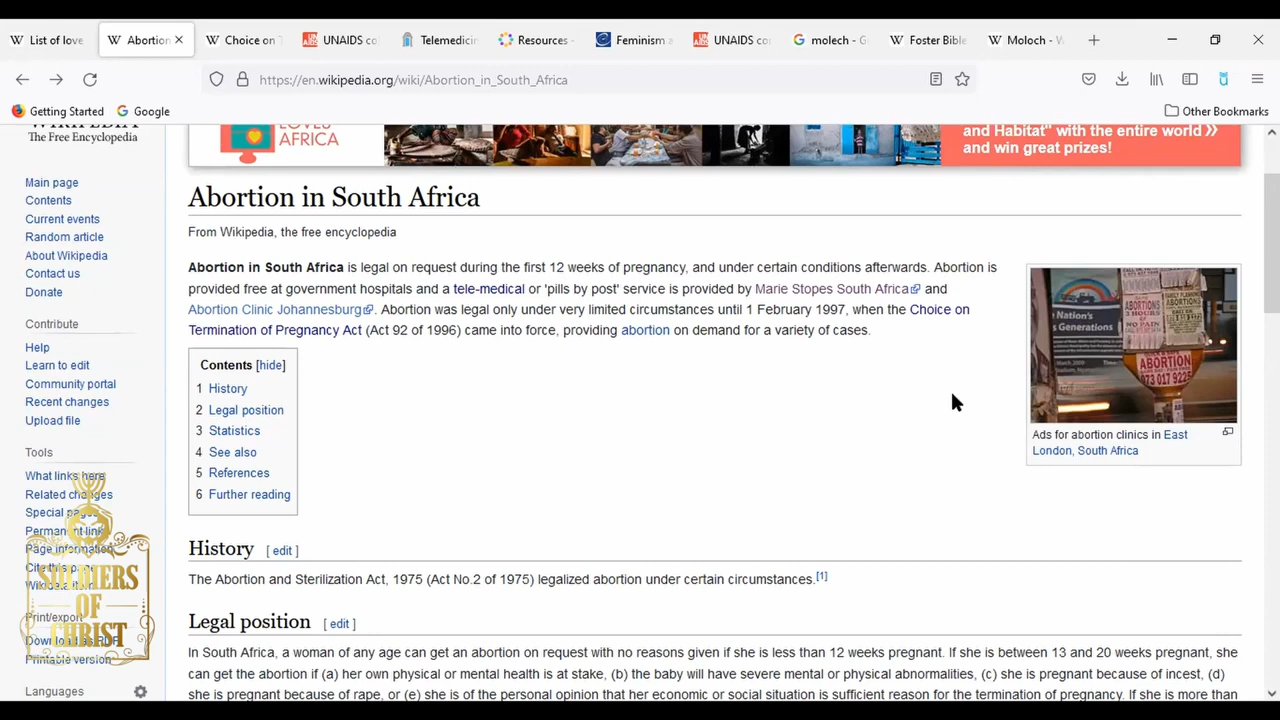 List of love
Abortion
Choice on T
UNAIDS co
Telemedicin
Resources -
Feminism a
UNAIDS co
molech - G
Foster Bible
Moloch - W
https://en.wikipedia.org/wiki/Abortion_in_South_Africa
Getting Started
Google
Other Bookmarks
WIKIPEDIA
The Free Encyclopedia
LOVES
AFRICA
and Habitat" with the entire world
and win great prizes!
Main page
Contents
Current events
Random article
About Wikipedia
Contact us
Donate
Contribute
Help
Learn to edit
Community portal
Recent changes
Upload file
Tools
What links here
Related changes
Special pages
Permanent link
Page information
Cite this page
Wikidata item
Print/export
Download as PDF
Printable version
Languages
SOLDIERS
OF
CHRIST
Abortion in South Africa
From Wikipedia, the free encyclopedia
Abortion in South Africa is legal on request during the first 12 weeks of pregnancy, and under certain conditions afterwards. Abortion is
provided free at government hospitals and a tele-medical or 'pills by post' service is provided by Marie Stopes South Africa and
Abortion Clinic Johannesburg. Abortion was legal only under very limited circumstances until 1 February 1997, when the Choice on
Termination of Pregnancy Act (Act 92 of 1996) came into force, providing abortion on demand for a variety of cases.
Contents [hide]
1 History
2 Legal position
3 Statistics
4 See also
5 References
6 Further reading
Nation's
Generations
ABORTIONS
ABORTION
Ads for abortion clinics in East
London, South Africa
History [ edit ]
The Abortion and Sterilization Act, 1975 (Act No.2 of 1975) legalized abortion under certain circumstances.[1]
Legal position [ edit ]
In South Africa, a woman of any age can get an abortion on request with no reasons given if she is less than 12 weeks pregnant. If she is between 13 and 20 weeks pregnant, she
can get the abortion if (a) her own physical or mental health is at stake, (b) the baby will have severe mental or physical abnormalities, (c) she is pregnant because of incest, (d)
she is pregnant because of rape, or (e) she is of the personal opinion that her economic or social situation is sufficient reason for the termination of pregnancy. If she is more than